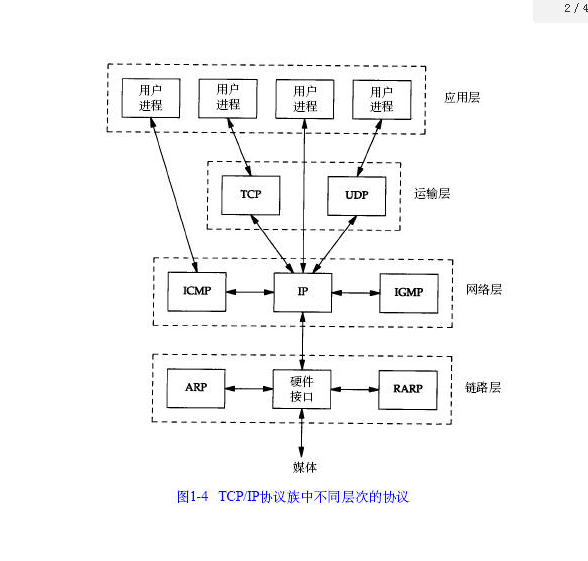 2 / 4
用户 用户 用户 用户
进程 进程 进程 进程
应用层
TCP
UDP
运输层
ICMP
IP
IGMP
网络层
ARP
硬件
接口
RARP
链路层
媒体
图1-4 TCP/IP协议族中不同层次的协议